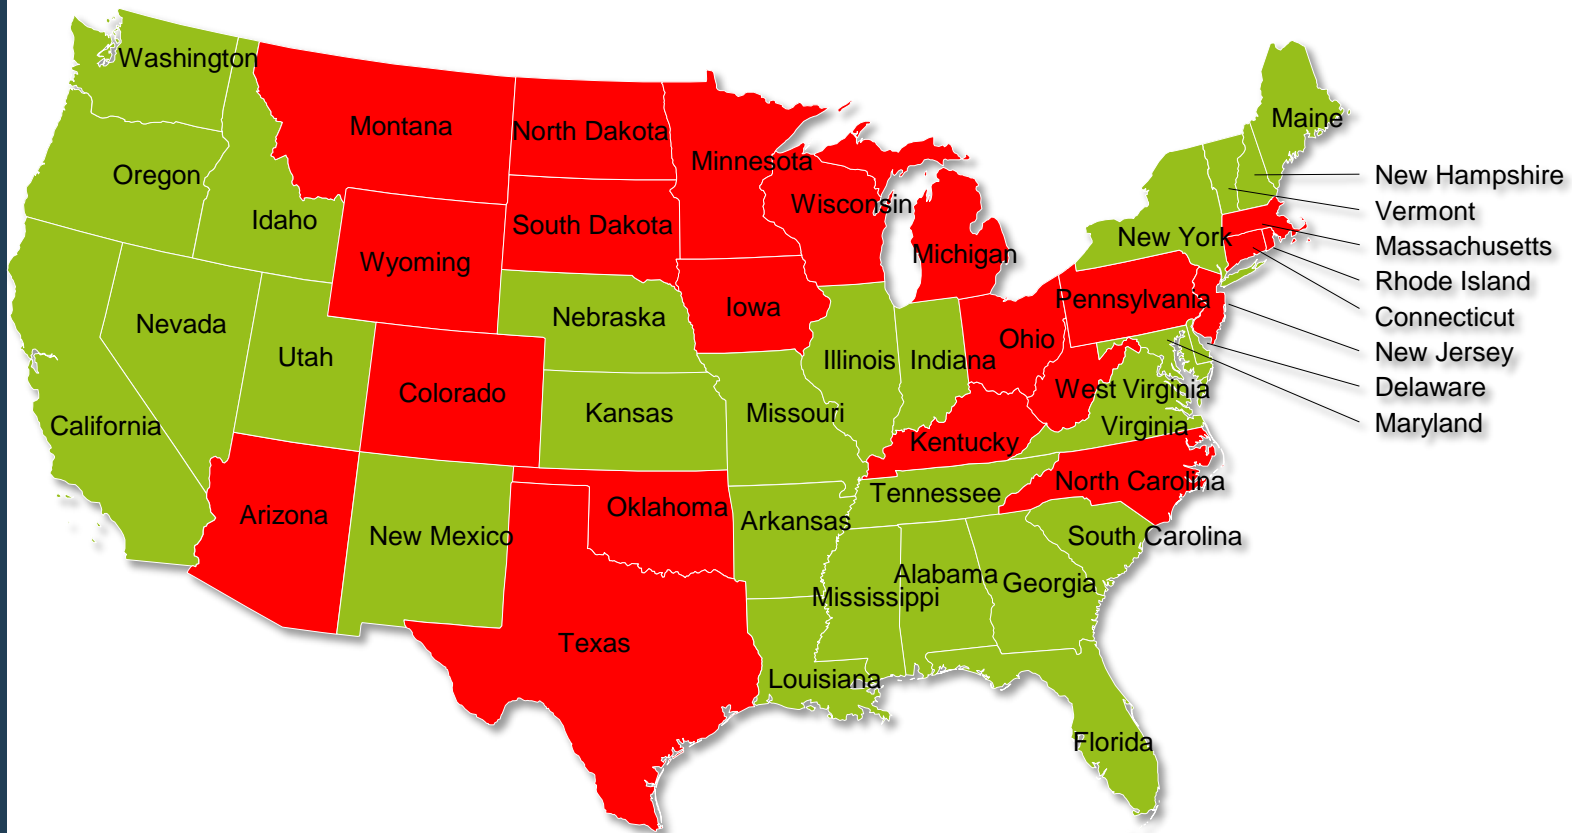 Washington
Montana
North Dakota
Minnesota
Maine
Oregon
Idaho
South Dakota
Wisconsin
New Hampshire
Vermont
Wyoming
Michigan
New York
Massachusetts
Rhode Island
Nevada
Nebraska
Iowa
Pennsylvania
Connecticut
Utah
Illinois
Indiana
Ohio
New Jersey
California
Colorado
Kansas
Missouri
West Virginia
Delaware
Kentucky
Virginia
Maryland
Arizona
New Mexico
Oklahoma
Arkansas
Tennessee
North Carolina
South Carolina
Mississippi
Alabama
Georgia
Texas
Louisiana
Florida